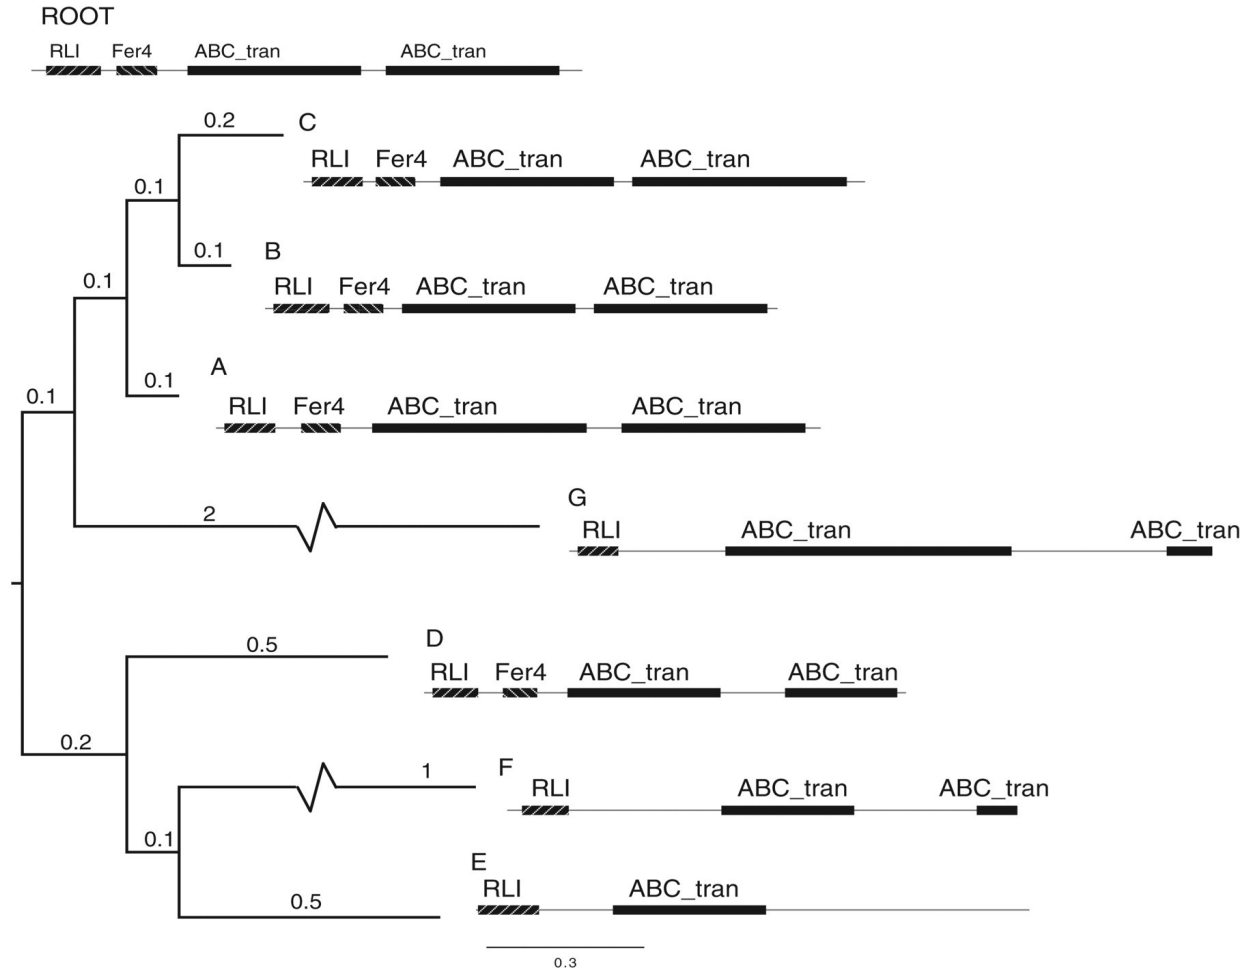 ROOT
RLI Fer4 ABC_tran ABC_tran
0.2 C
RLI Fer4 ABC_tran ABC_tran
0.1
0.1 B
RLI Fer4 ABC_tran ABC_tran
0.1
A
0.1 0.1
RLI Fer4 ABC_tran ABC_tran
2 G
RLI ABC_tran ABC_tran
0.5 D
RLI Fer4 ABC_tran ABC_tran
0.2
1 F
RLI ABC_tran ABC_tran
0.1
E
RLI ABC_tran
0.5
0.3